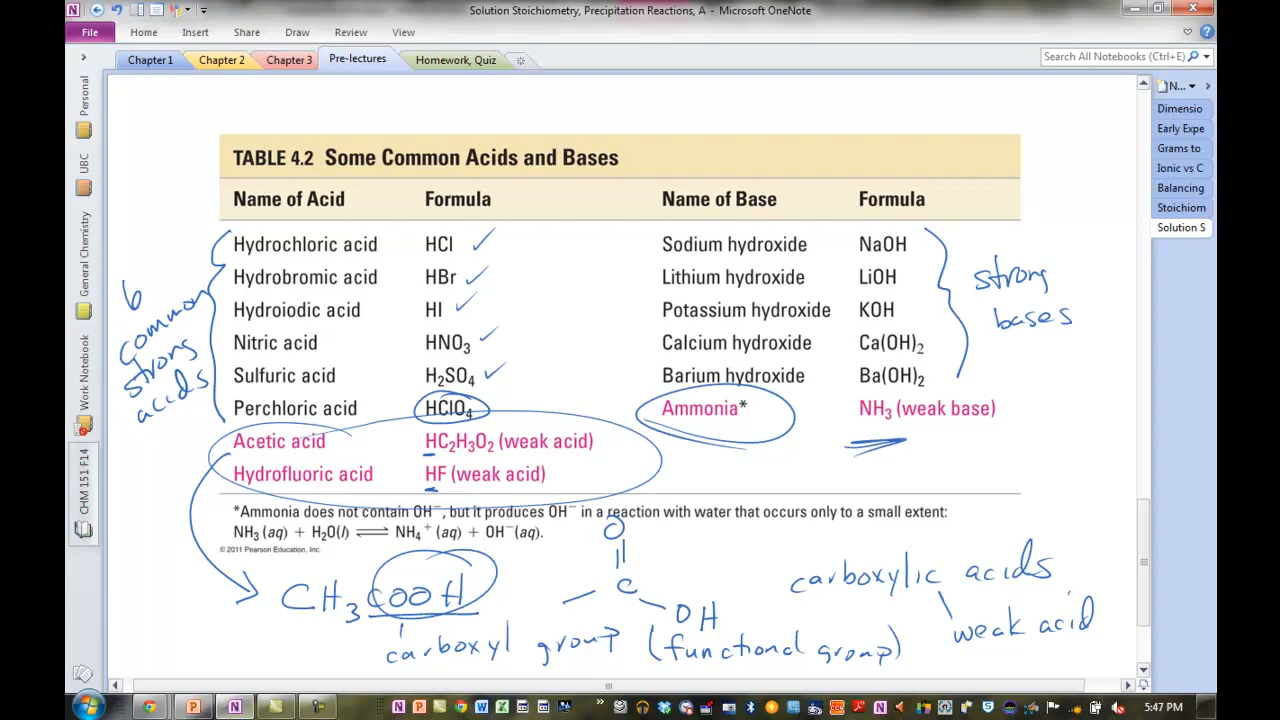 Solution Stoichiometry, Precipitation Reactions, A - Microsoft OneNote
File Home Insert Share Draw Review View
Chapter 1 Chapter 2 Chapter 3 Pre-lectures Homework, Quiz
Search All Notebooks (Ctrl+E)
N...
Personal
UBC
General Chemistry
Work Notebook
CHM 151 F14
Dimensio
Early Expe
Grams to
Ionic vs C
Balancing
Stoichiom
Solution S
TABLE 4.2 Some Common Acids and Bases
Name of Acid Formula Name of Base Formula
Hydrochloric acid HCl ✓ Sodium hydroxide NaOH
Hydrobromic acid HBr ✓ Lithium hydroxide LiOH
Hydroiodic acid HI ✓ Potassium hydroxide KOH
Nitric acid HNO₃ ✓ Calcium hydroxide Ca(OH)₂
Sulfuric acid H₂SO₄ ✓ Barium hydroxide Ba(OH)₂
Perchloric acid HClO₄ Ammonia* NH₃ (weak base)
Acetic acid HC₂H₃O₂ (weak acid)
Hydrofluoric acid HF (weak acid)
6
common
strong
acids
strong
bases
*Ammonia does not contain OH⁻, but it produces OH⁻ in a reaction with water that occurs only to a small extent:
NH₃(aq) + H₂O(l) ⇌ NH₄⁺(aq) + OH⁻(aq).
© 2011 Pearson Education, Inc.
CH₃COOH
O
C
OH
carboxyl group (functional group)
carboxylic acids
weak acid
5:47 PM